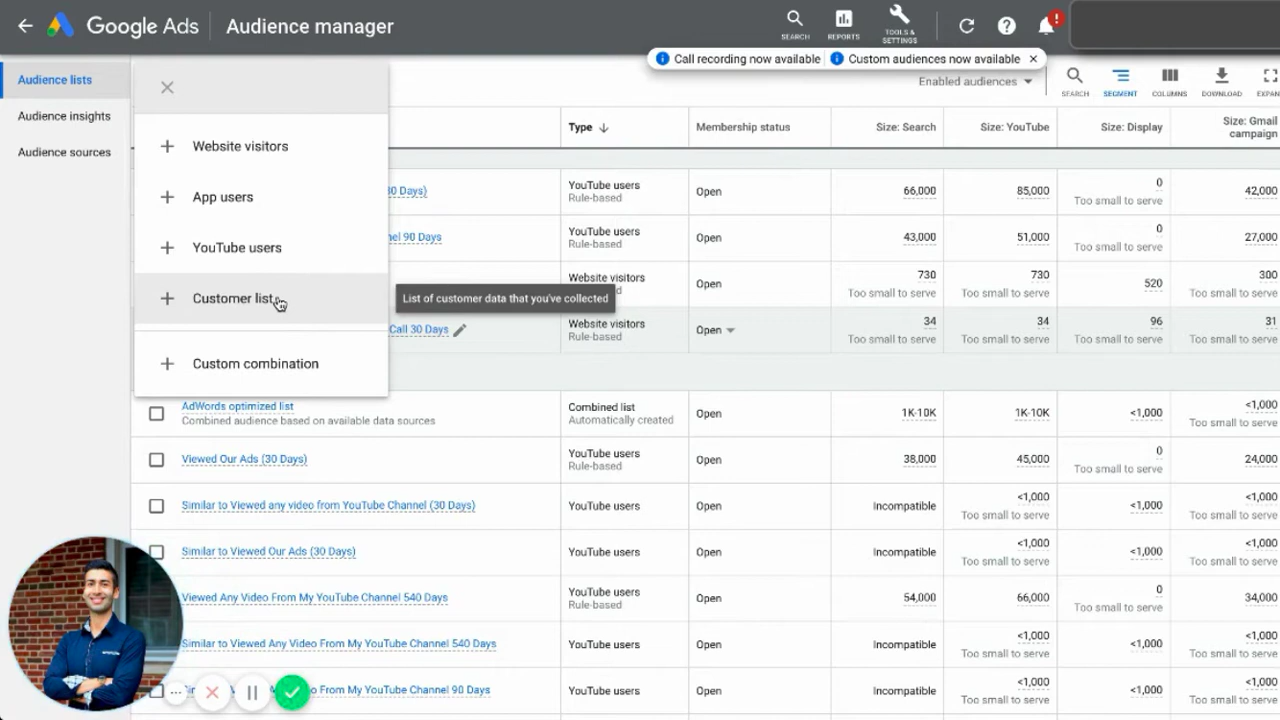 Google Ads
Audience manager
SEARCH
REPORTS
TOOLS &
SETTINGS
!
Call recording now available
Custom audiences now available
Enabled audiences
SEARCH
SEGMENT
COLUMNS
DOWNLOAD
EXPAN
Audience lists
Audience insights
Audience sources
Website visitors
App users
YouTube users
Customer list
Custom combination
List of customer data that you've collected
Type
Membership status
Size: Search
Size: YouTube
Size: Display
Size: Gmail
campaign
30 Days)
YouTube users
Rule-based
Open
66,000
85,000
0
Too small to serve
42,000
nel 90 Days
YouTube users
Rule-based
Open
43,000
51,000
0
Too small to serve
27,000
Website visitors
Open
730
Too small to serve
730
Too small to serve
520
300
Too small to serve
Call 30 Days
Website visitors
Rule-based
Open
34
Too small to serve
34
Too small to serve
96
Too small to serve
31
Too small to serve
AdWords optimized list
Combined audience based on available data sources
Combined list
Automatically created
Open
1K-10K
1K-10K
<1,000
<1,000
Too small to serve
Viewed Our Ads (30 Days)
YouTube users
Rule-based
Open
38,000
45,000
0
Too small to serve
24,000
Similar to Viewed any video from YouTube Channel (30 Days)
YouTube users
Open
Incompatible
<1,000
Too small to serve
<1,000
<1,000
Too small to serve
Similar to Viewed Our Ads (30 Days)
YouTube users
Open
Incompatible
<1,000
Too small to serve
<1,000
<1,000
Too small to serve
Viewed Any Video From My YouTube Channel 540 Days
YouTube users
Rule-based
Open
54,000
66,000
0
Too small to serve
34,000
Similar to Viewed Any Video From My YouTube Channel 540 Days
YouTube users
Open
Incompatible
<1,000
Too small to serve
<1,000
<1,000
Too small to serve
o From My YouTube Channel 90 Days
YouTube users
Open
Incompatible
<1,000
Too small to serve
<1,000
<1,000
Too small to serve